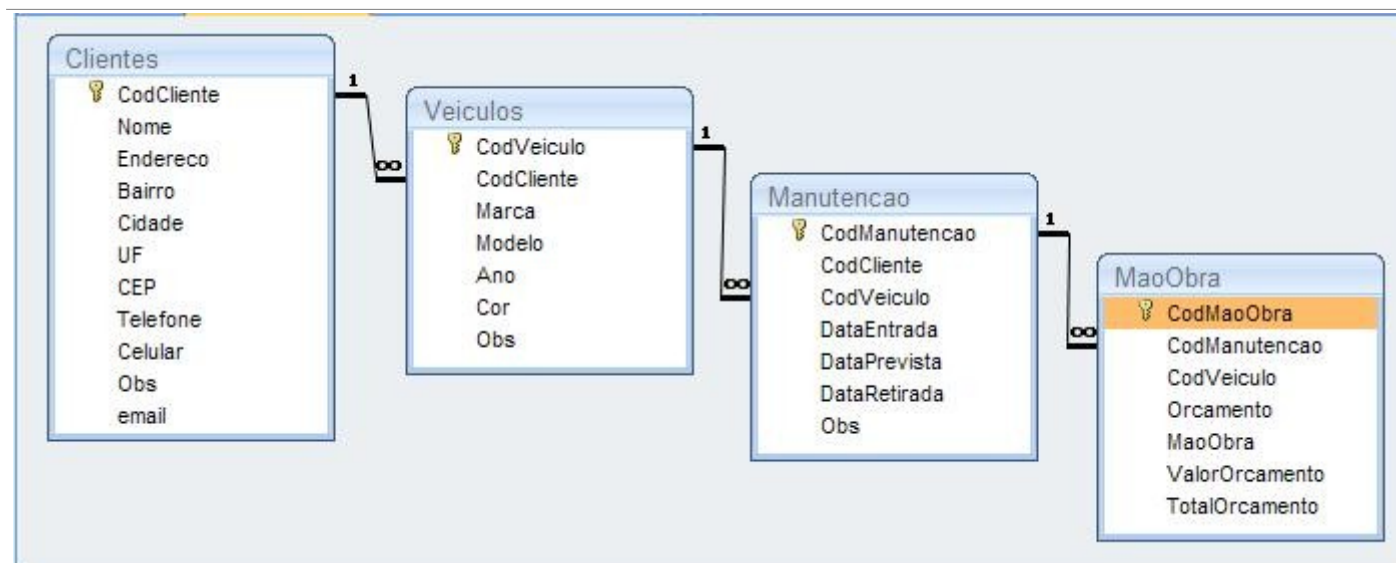 Clientes
CodCliente
Nome
Endereco
Bairro
Cidade
UF
CEP
Telefone
Celular
Obs
email
1
∞
Veiculos
CodVeiculo
CodCliente
Marca
Modelo
Ano
Cor
Obs
1
∞
Manutencao
CodManutencao
CodCliente
CodVeiculo
DataEntrada
DataPrevista
DataRetirada
Obs
1
∞
MaoObra
CodMaoObra
CodManutencao
CodVeiculo
Orcamento
MaoObra
ValorOrcamento
TotalOrcamento